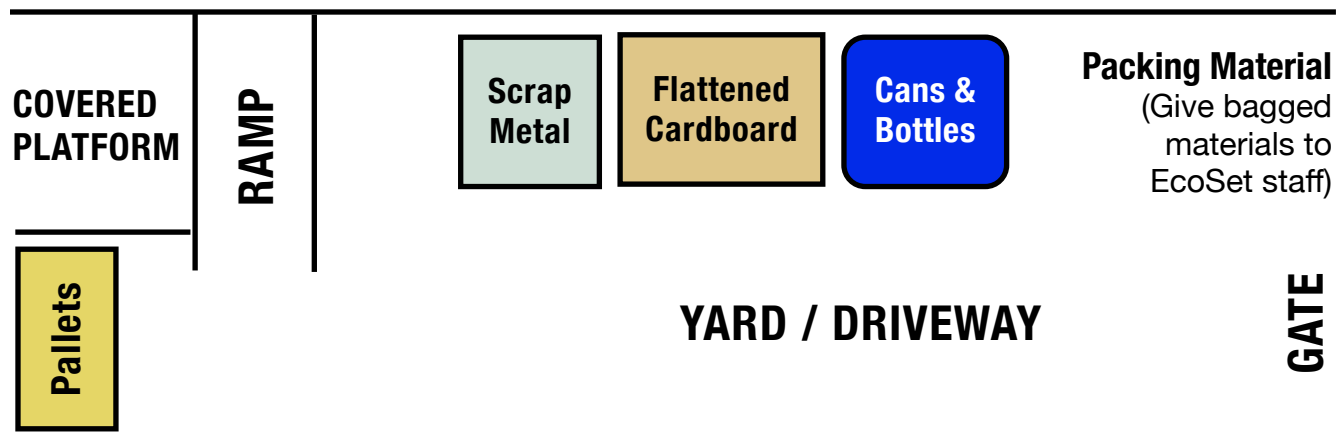 COVERED
PLATFORM
RAMP
Scrap
Metal
Flattened
Cardboard
Cans &
Bottles
Packing Material
(Give bagged
materials to
EcoSet staff)
Pallets
YARD / DRIVEWAY
GATE